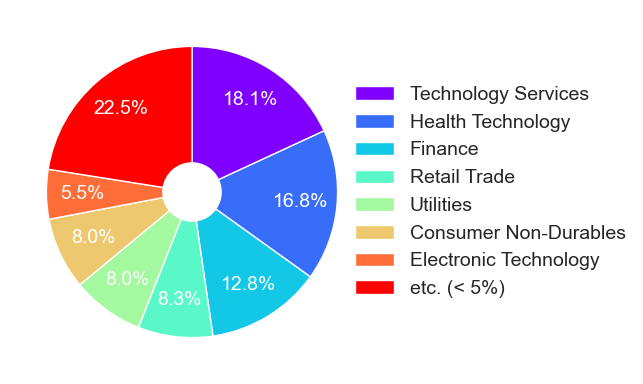 22.5%
18.1%
5.5%
16.8%
8.0%
8.0%
8.3%
12.8%
Technology Services
Health Technology
Finance
Retail Trade
Utilities
Consumer Non-Durables
Electronic Technology
etc. (< 5%)